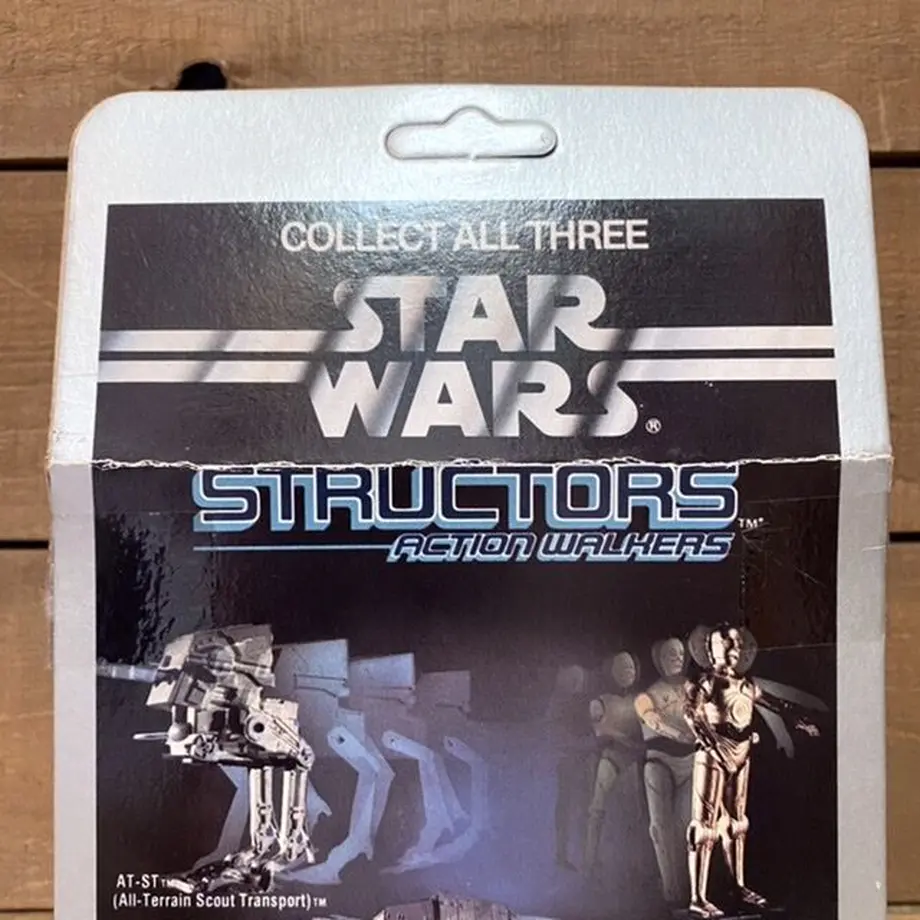 COLLECT ALL THREE
STAR
WARS®
STRUCTORS™
ACTION WALKERS
AT-ST™
(All-Terrain Scout Transport)™